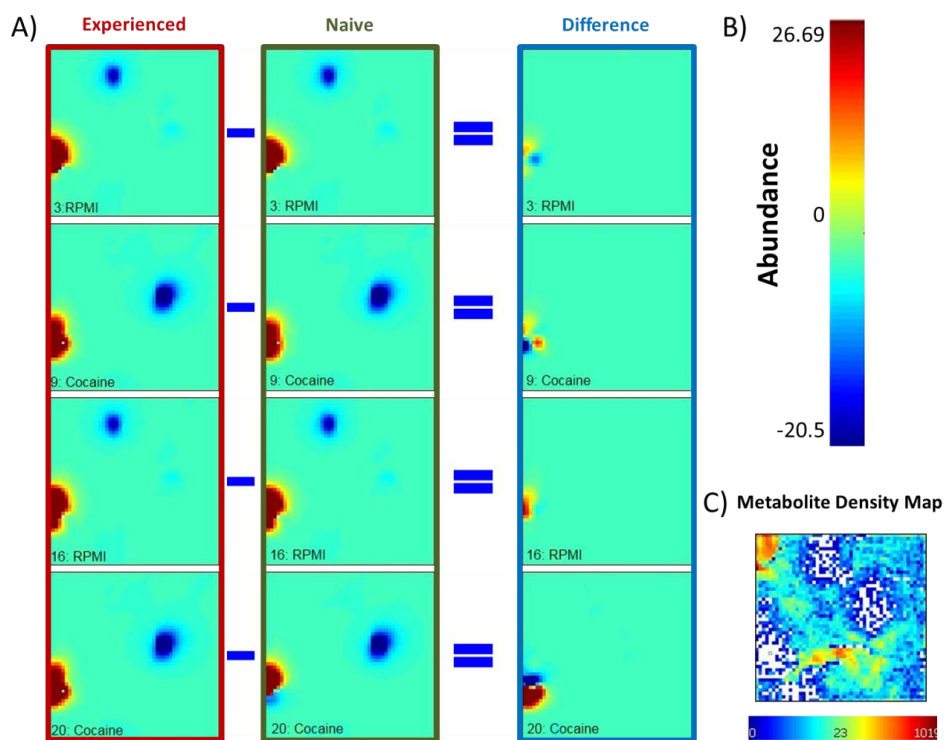 A)
Experienced
Naive
Difference
B)
3:RPMI
3: RPMI
3: RPMI
9: Cocaine
9: Cocaine
9: Cocaine
16: RPMI
16: RPMI
16: RPMI
20: Cocaine
20: Cocaine
20: Cocaine
26.69
Abundance
0
-20.5
C) Metabolite Density Map
0 23 1019